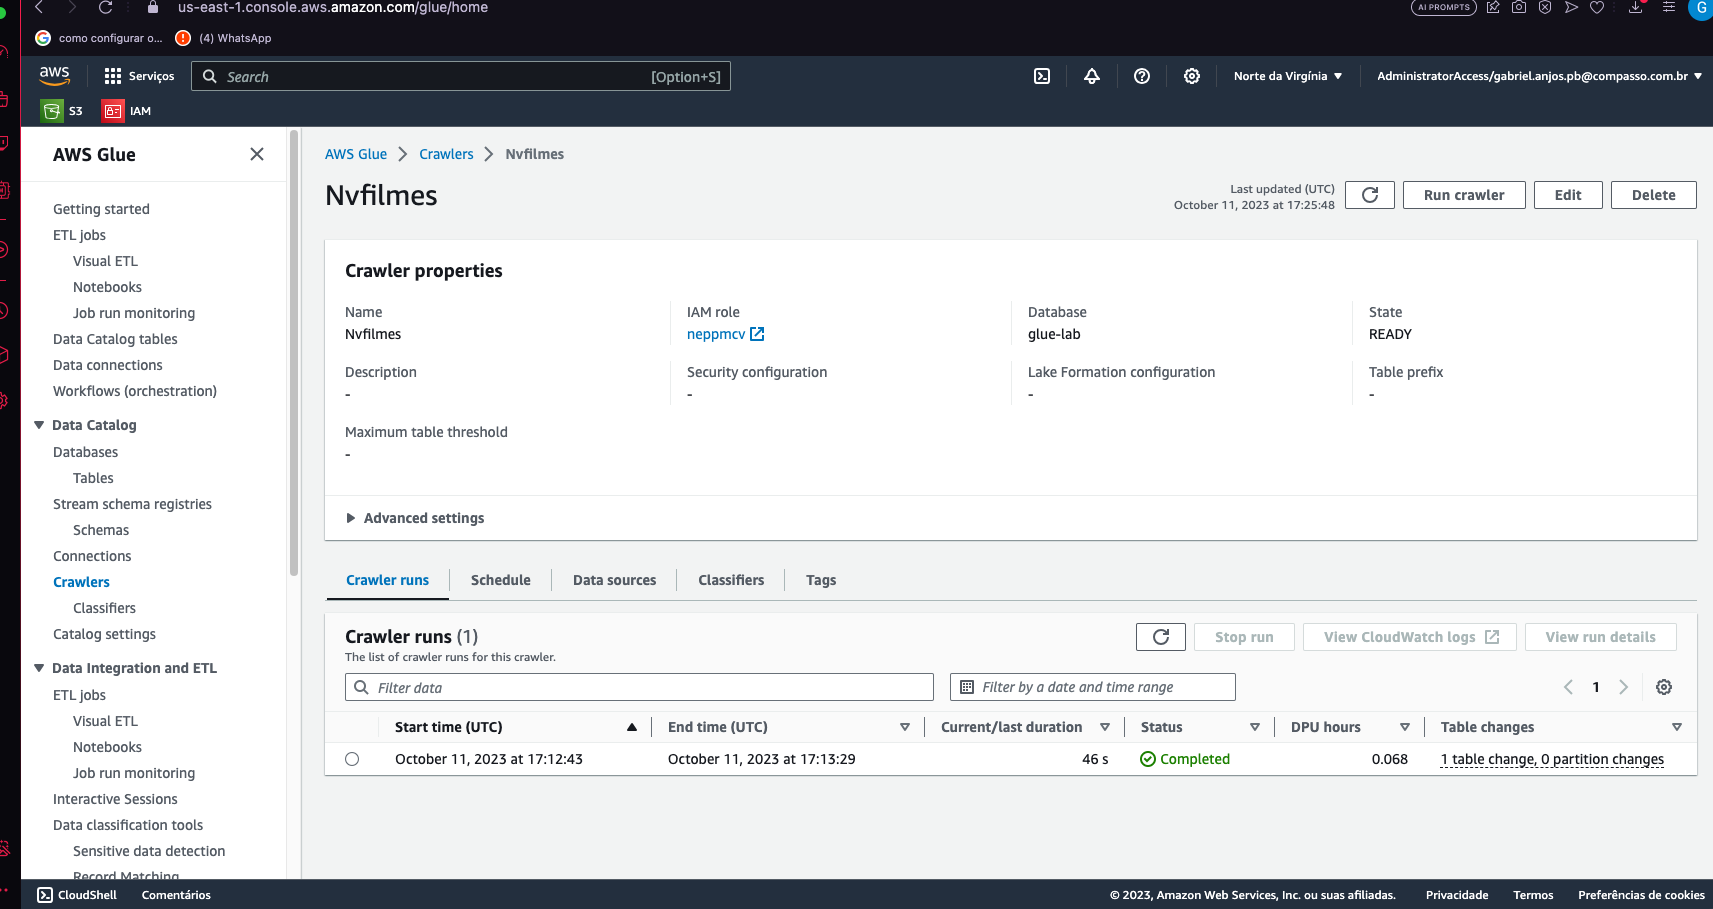 us-east-1.console.aws.amazon.com/glue/home
AI PROMPTS
G
como configurar o...
(4) WhatsApp
aws
Serviços
Search
[Option+S]
Norte da Virgínia
AdministratorAccess/gabriel.anjos.pb@compasso.com.br
S3
IAM
AWS Glue
Getting started
ETL jobs
Visual ETL
Notebooks
Job run monitoring
Data Catalog tables
Data connections
Workflows (orchestration)
Data Catalog
Databases
Tables
Stream schema registries
Schemas
Connections
Crawlers
Classifiers
Catalog settings
Data Integration and ETL
ETL jobs
Visual ETL
Notebooks
Job run monitoring
Interactive Sessions
Data classification tools
Sensitive data detection
Record Matching
AWS Glue > Crawlers > Nvfilmes
Nvfilmes
Last updated (UTC)
October 11, 2023 at 17:25:48
Run crawler
Edit
Delete
Crawler properties
Name
Nvfilmes
IAM role
neppmcv
Database
glue-lab
State
READY
Description
-
Security configuration
-
Lake Formation configuration
-
Table prefix
-
Maximum table threshold
-
Advanced settings
Crawler runs
Schedule
Data sources
Classifiers
Tags
Crawler runs (1)
The list of crawler runs for this crawler.
Stop run
View CloudWatch logs
View run details
Filter data
Filter by a date and time range
1
Start time (UTC)
End time (UTC)
Current/last duration
Status
DPU hours
Table changes
October 11, 2023 at 17:12:43
October 11, 2023 at 17:13:29
46 s
Completed
0.068
1 table change, 0 partition changes
CloudShell
Comentários
© 2023, Amazon Web Services, Inc. ou suas afiliadas.
Privacidade
Termos
Preferências de cookies